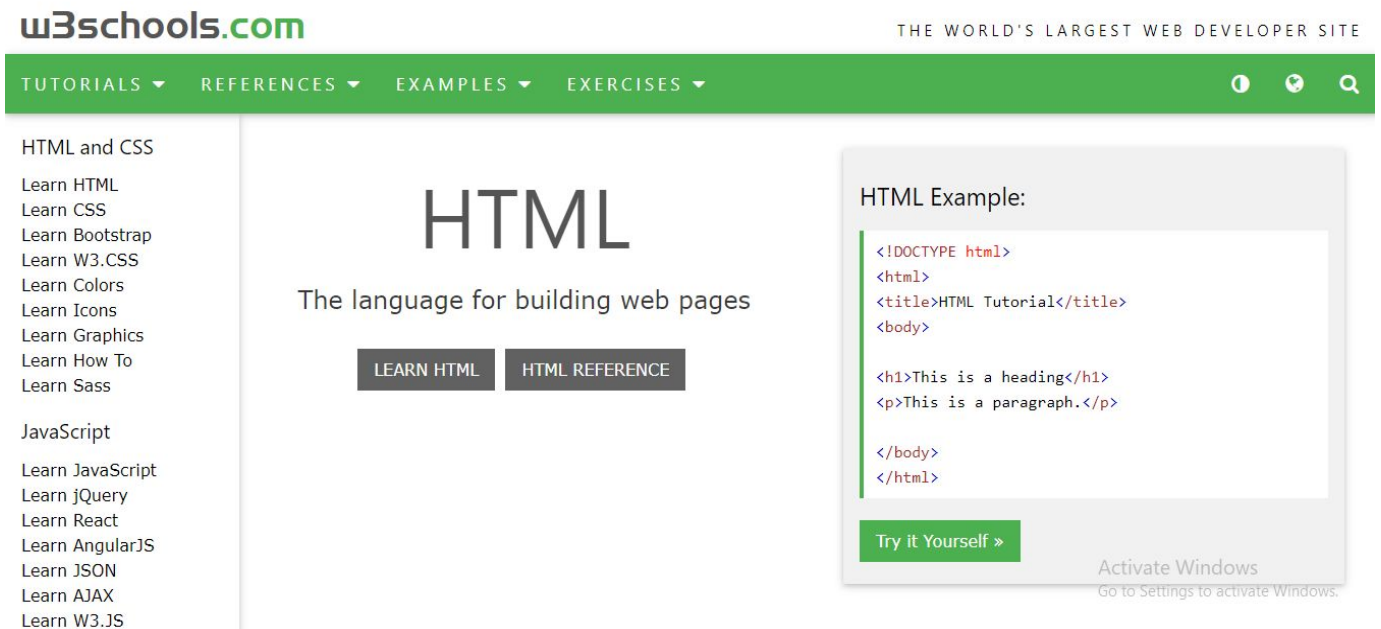 w3schools.com
THE WORLD'S LARGEST WEB DEVELOPER SITE
TUTORIALS REFERENCES EXAMPLES EXERCISES
HTML and CSS
Learn HTML
Learn CSS
Learn Bootstrap
Learn W3.CSS
Learn Colors
Learn Icons
Learn Graphics
Learn How To
Learn Sass
JavaScript
Learn JavaScript
Learn jQuery
Learn React
Learn AngularJS
Learn JSON
Learn AJAX
Learn W3.JS
HTML
The language for building web pages
LEARN HTML
HTML REFERENCE
HTML Example:
<!DOCTYPE html>
<html>
<title>HTML Tutorial</title>
<body>
<h1>This is a heading</h1>
<p>This is a paragraph.</p>
</body>
</html>
Try it Yourself »
Activate Windows
Go to Settings to activate Windows.